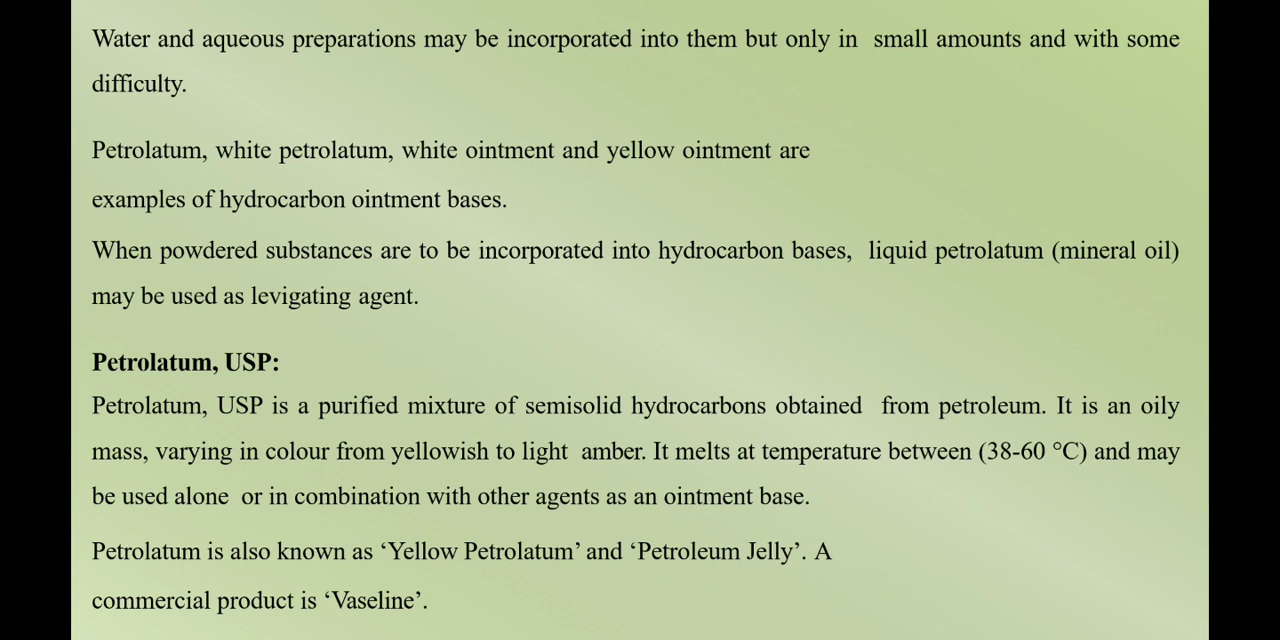 Water and aqueous preparations may be incorporated into them but only in small amounts and with some
difficulty.
Petrolatum, white petrolatum, white ointment and yellow ointment are
examples of hydrocarbon ointment bases.
When powdered substances are to be incorporated into hydrocarbon bases, liquid petrolatum (mineral oil)
may be used as levigating agent.
Petrolatum, USP:
Petrolatum, USP is a purified mixture of semisolid hydrocarbons obtained from petroleum. It is an oily
mass, varying in colour from yellowish to light amber. It melts at temperature between (38-60 °C) and may
be used alone or in combination with other agents as an ointment base.
Petrolatum is also known as ‘Yellow Petrolatum’ and ‘Petroleum Jelly’. A
commercial product is ‘Vaseline’.